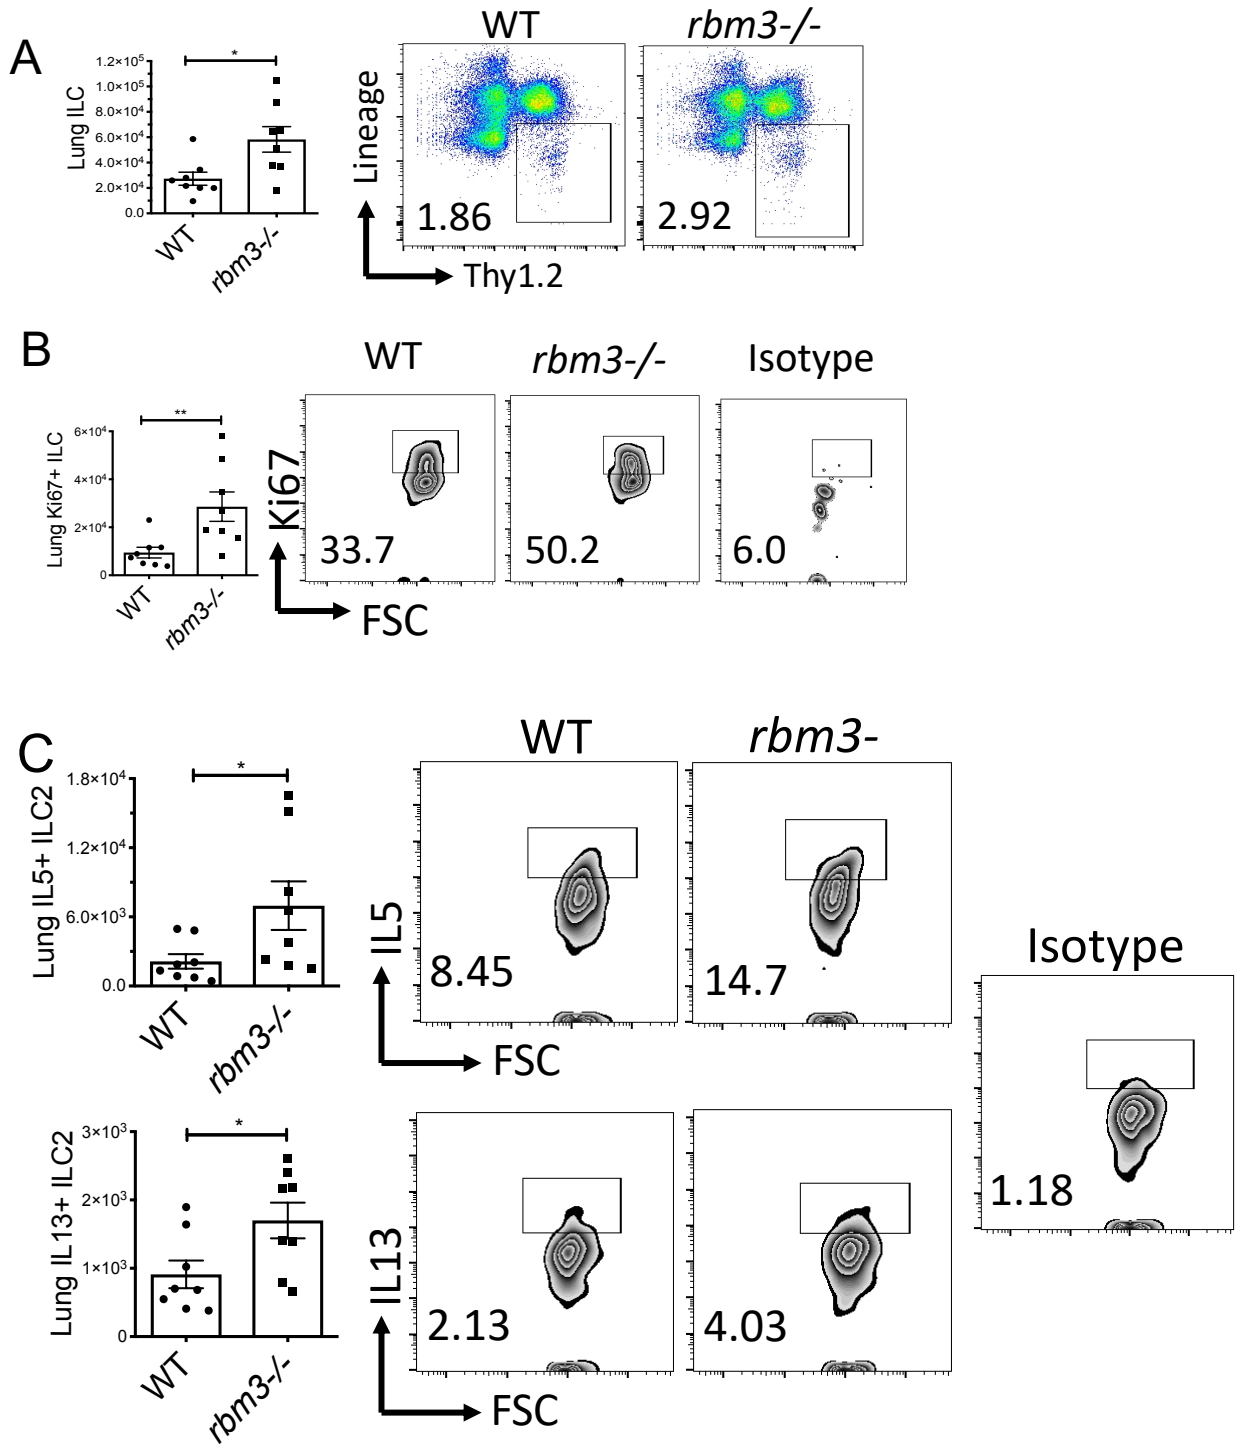 A
WT
rbm3-/-
*
Lung ILC
1.2×10⁵
1.0×10⁵
8.0×10⁴
6.0×10⁴
4.0×10⁴
2.0×10⁴
0.0
WT
rbm3-/-
Lineage
1.86
2.92
Thy1.2
B
WT
rbm3-/-
Isotype
**
Lung Ki67+ ILC
6×10⁴
4×10⁴
2×10⁴
0
WT
rbm3-/-
Ki67
33.7
50.2
6.0
FSC
C
WT
rbm3-
*
Lung IL5+ ILC2
1.8×10⁴
1.2×10⁴
6.0×10³
0.0
WT
rbm3-/-
IL5
8.45
14.7
FSC
Isotype
1.18
*
Lung IL13+ ILC2
3×10³
2×10³
1×10³
0
WT
rbm3-/-
IL13
2.13
4.03
FSC